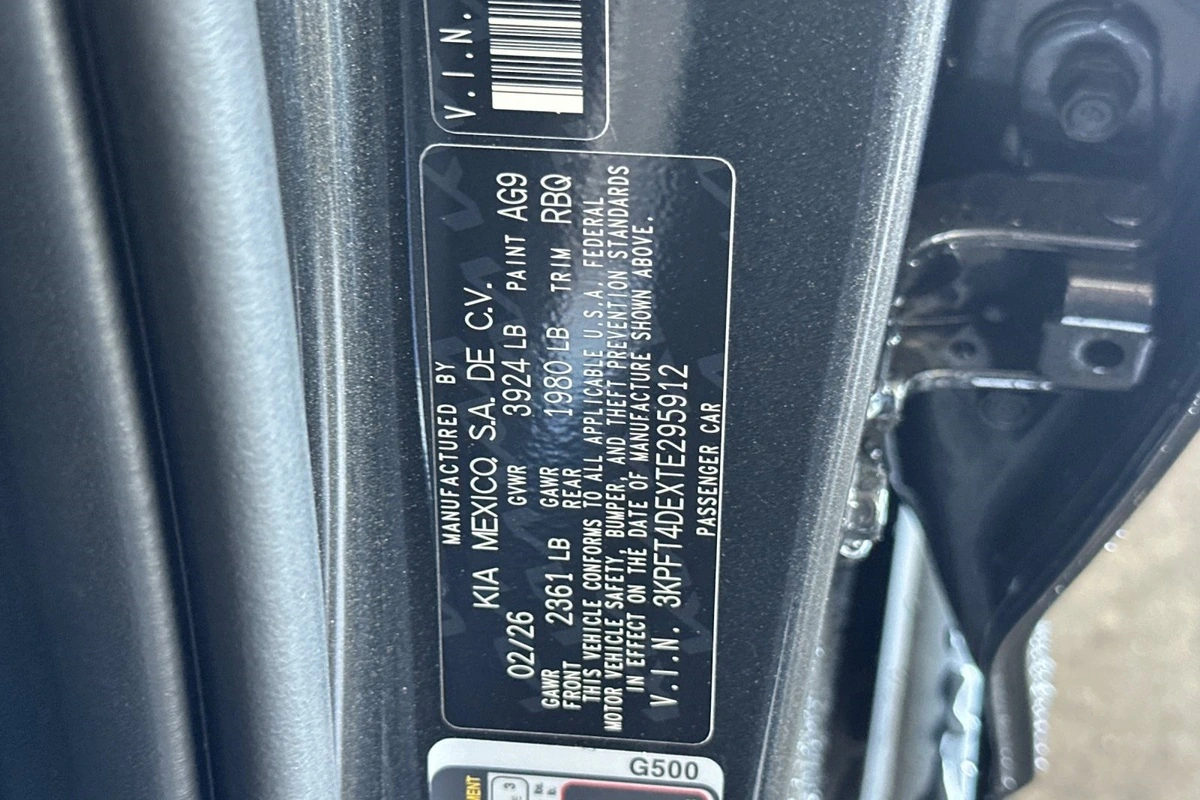 V.I.N.
MANUFACTURED BY
KIA MEXICO, S.A. DE C.V.
02/26 GVWR 3924 LB PAINT AG9
GAWR FRONT 2361 LB GAWR REAR 1980 LB TRIM RBQ
THIS VEHICLE CONFORMS TO ALL APPLICABLE U.S.A. FEDERAL
MOTOR VEHICLE SAFETY, BUMPER, AND THEFT PREVENTION STANDARDS
IN EFFECT ON THE DATE OF MANUFACTURE SHOWN ABOVE.
V.I.N. 3KPFT4DEXTE295912
PASSENGER CAR
G500